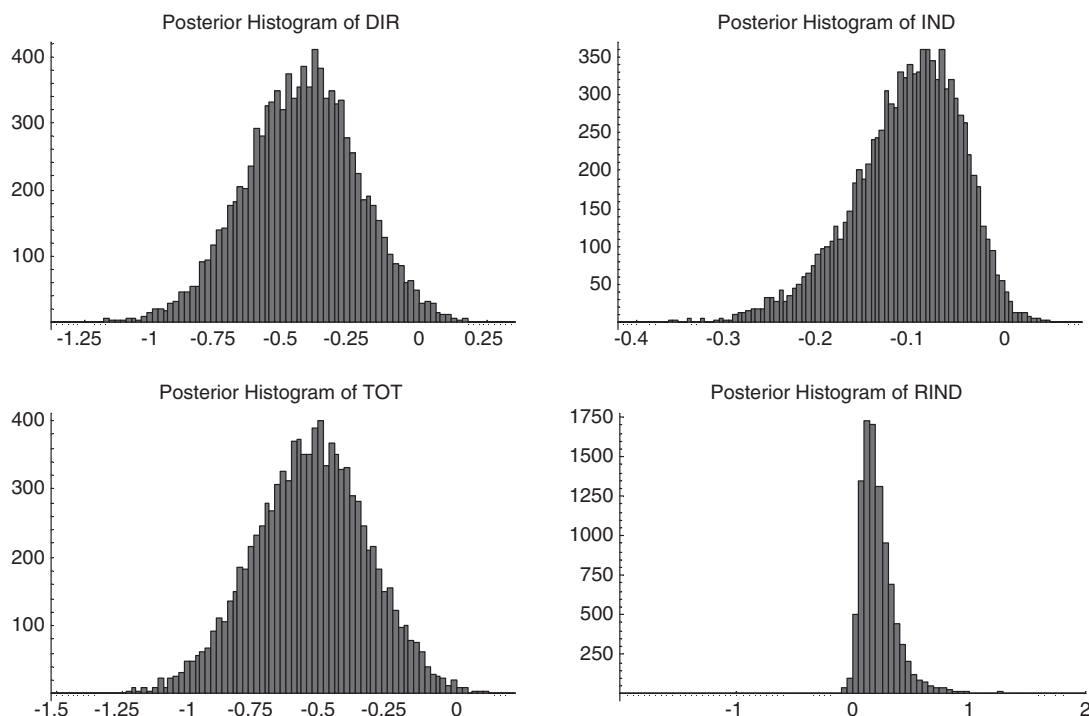 Posterior Histogram of DIR
400
300
200
100
-1.25 -1 -0.75 -0.5 -0.25 0 0.25
Posterior Histogram of IND
350
300
250
200
150
100
50
-0.4 -0.3 -0.2 -0.1 0
Posterior Histogram of TOT
400
300
200
100
-1.5 -1.25 -1 -0.75 -0.5 -0.25 0
Posterior Histogram of RIND
1750
1500
1250
1000
750
500
250
-1 0 1 2